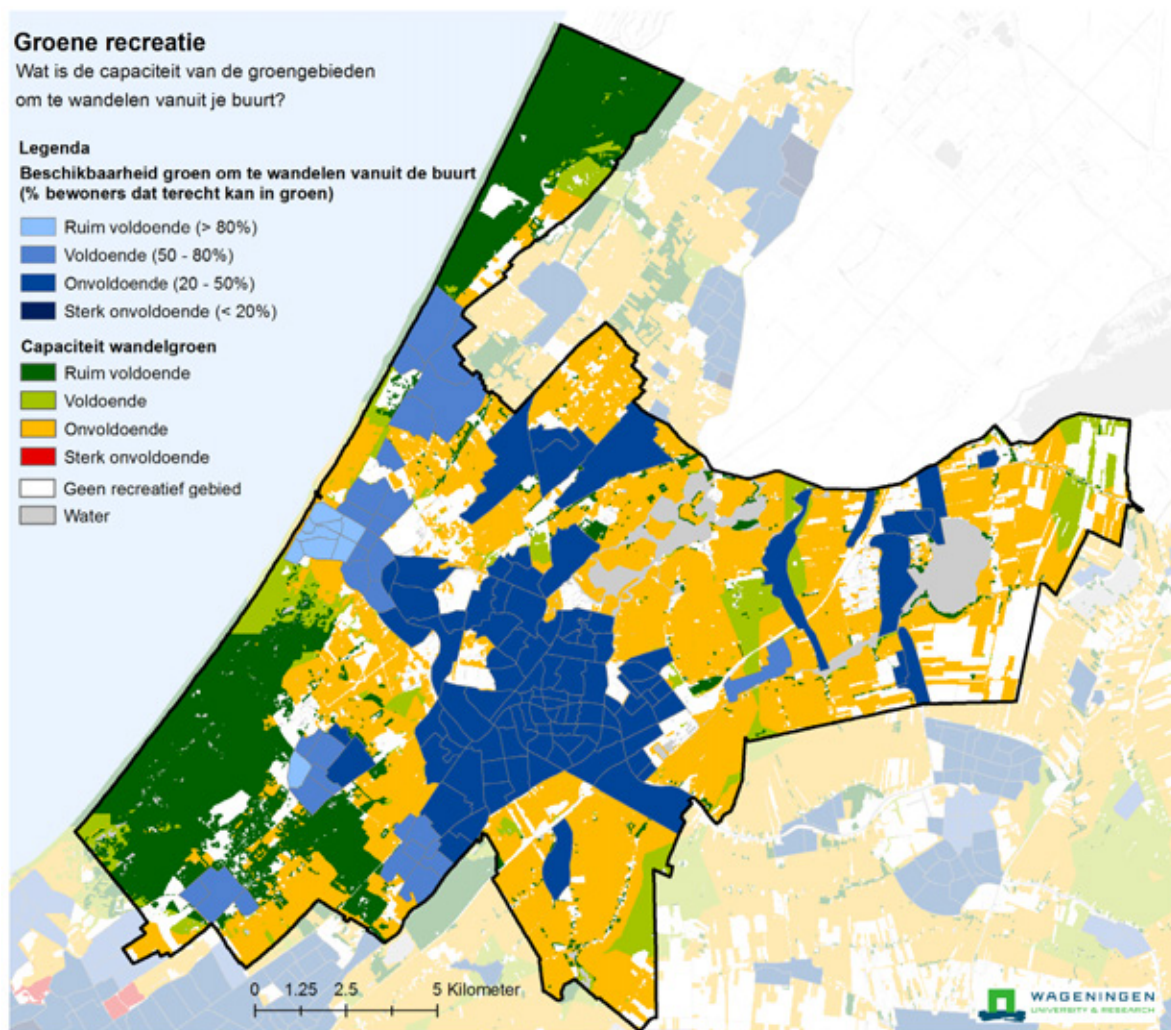 Groene recreatie
Wat is de capaciteit van de groengebieden
om te wandelen vanuit je buurt?
Legenda
Beschikbaarheid groen om te wandelen vanuit de buurt
(% bewoners dat terecht kan in groen)
Ruim voldoende (> 80%)
Voldoende (50 - 80%)
Onvoldoende (20 - 50%)
Sterk onvoldoende (< 20%)
Capaciteit wandelgroen
Ruim voldoende
Voldoende
Onvoldoende
Sterk onvoldoende
Geen recreatief gebied
Water
0 1.25 2.5 5 Kilometer
WAGENINGEN
UNIVERSITY & RESEARCH